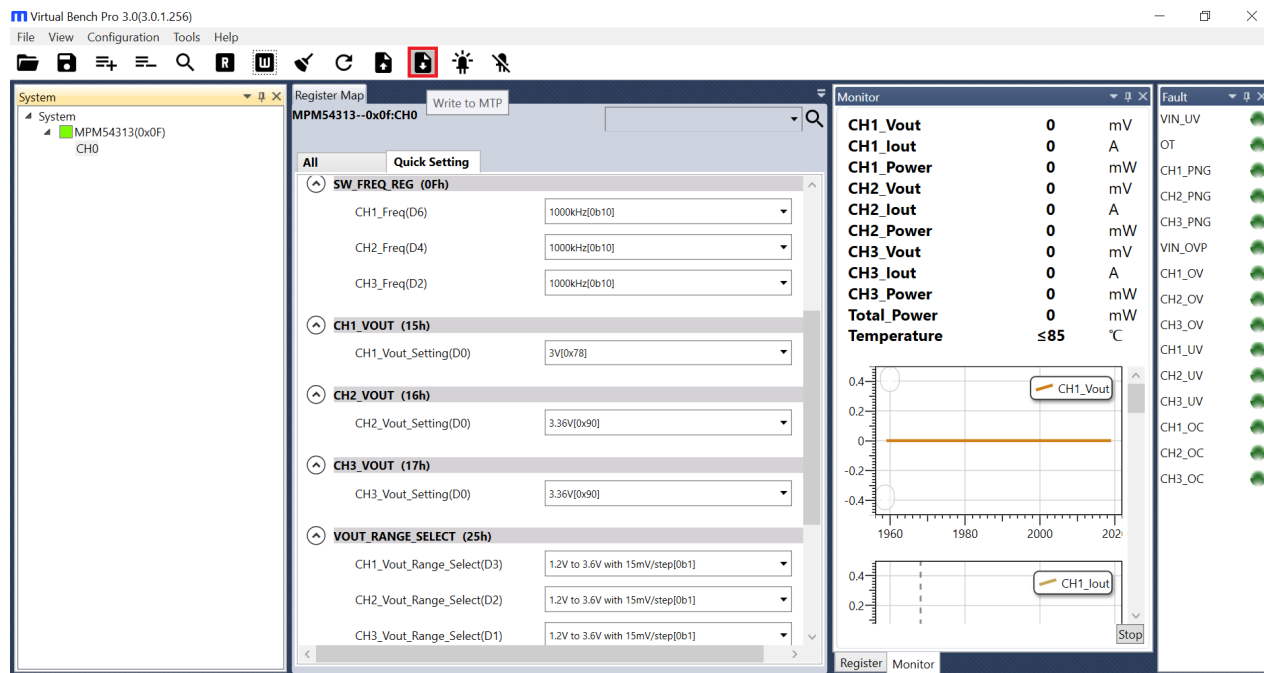 Virtual Bench Pro 3.0(3.0.1.256)
File View Configuration Tools Help
R W
System
System
MPM54313(0x0F)
CH0
Register Map
Write to MTP
MPM54313--0x0f:CH0
All Quick Setting
SW_FREQ_REG (0Fh)
CH1_Freq(D6) 1000kHz[0b10]
CH2_Freq(D4) 1000kHz[0b10]
CH3_Freq(D2) 1000kHz[0b10]
CH1_VOUT (15h)
CH1_Vout_Setting(D0) 3V[0x78]
CH2_VOUT (16h)
CH2_Vout_Setting(D0) 3.36V[0x90]
CH3_VOUT (17h)
CH3_Vout_Setting(D0) 3.36V[0x90]
VOUT_RANGE_SELECT (25h)
CH1_Vout_Range_Select(D3) 1.2V to 3.6V with 15mV/step[0b1]
CH2_Vout_Range_Select(D2) 1.2V to 3.6V with 15mV/step[0b1]
CH3_Vout_Range_Select(D1) 1.2V to 3.6V with 15mV/step[0b1]
Monitor
CH1_Vout 0 mV
CH1_Iout 0 A
CH1_Power 0 mW
CH2_Vout 0 mV
CH2_Iout 0 A
CH2_Power 0 mW
CH3_Vout 0 mV
CH3_Iout 0 A
CH3_Power 0 mW
Total_Power 0 mW
Temperature ≤85 ℃
CH1_Vout
0.4
0.2
0
-0.2
-0.4
1960 1980 2000 202
CH1_Iout
0.4
0.2
Stop
Register Monitor
Fault
VIN_UV
OT
CH1_PNG
CH2_PNG
CH3_PNG
VIN_OVP
CH1_OV
CH2_OV
CH3_OV
CH1_UV
CH2_UV
CH3_UV
CH1_OC
CH2_OC
CH3_OC